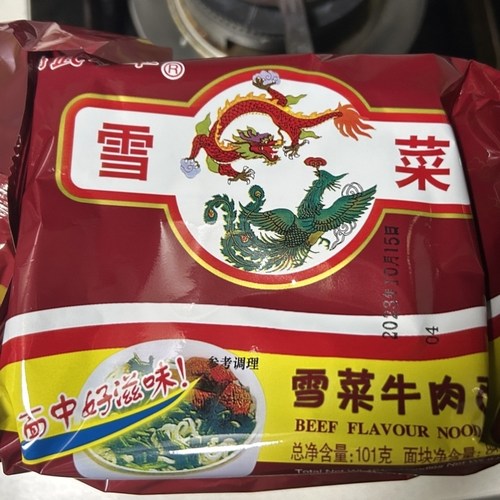 雪 菜
2023年10月15日
04
参考调理
面中好滋味!
雪菜牛肉
BEEF FLAVOUR NOOD
总净含量:101克 面块净含量: